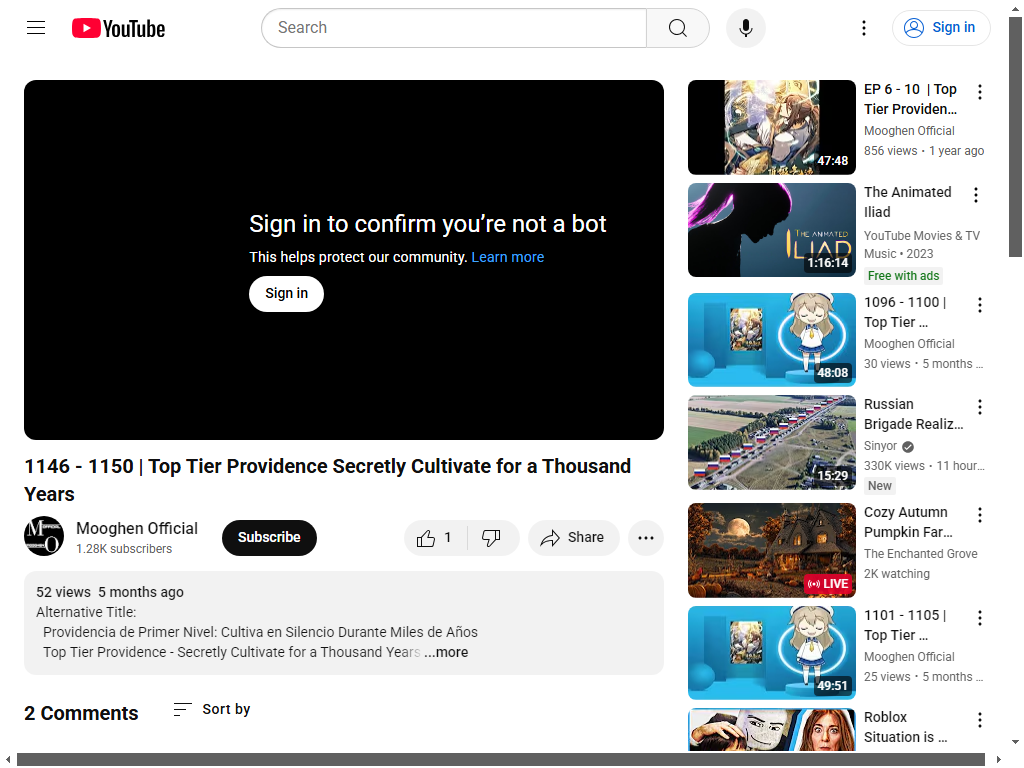 YouTube
Search
Sign in
Sign in to confirm you’re not a bot
This helps protect our community. Learn more
Sign in
1146 - 1150 | Top Tier Providence Secretly Cultivate for a Thousand
Years
Mooghen Official
1.28K subscribers
Subscribe
1
Share
52 views 5 months ago
Alternative Title:
Providencia de Primer Nivel: Cultiva en Silencio Durante Miles de Años
Top Tier Providence - Secretly Cultivate for a Thousand Years ...more
2 Comments
Sort by
47:48
EP 6 - 10 | Top
Tier Providen...
Mooghen Official
856 views • 1 year ago
THE ANIMATED
ILIAD
1:16:14
The Animated
Iliad
YouTube Movies & TV
Music • 2023
Free with ads
48:08
1096 - 1100 |
Top Tier ...
Mooghen Official
30 views • 5 months ...
15:29
Russian
Brigade Realiz...
Sinyor
330K views • 11 hour...
New
LIVE
Cozy Autumn
Pumpkin Far...
The Enchanted Grove
2K watching
49:51
1101 - 1105 |
Top Tier ...
Mooghen Official
25 views • 5 months ...
Roblox
Situation is ...